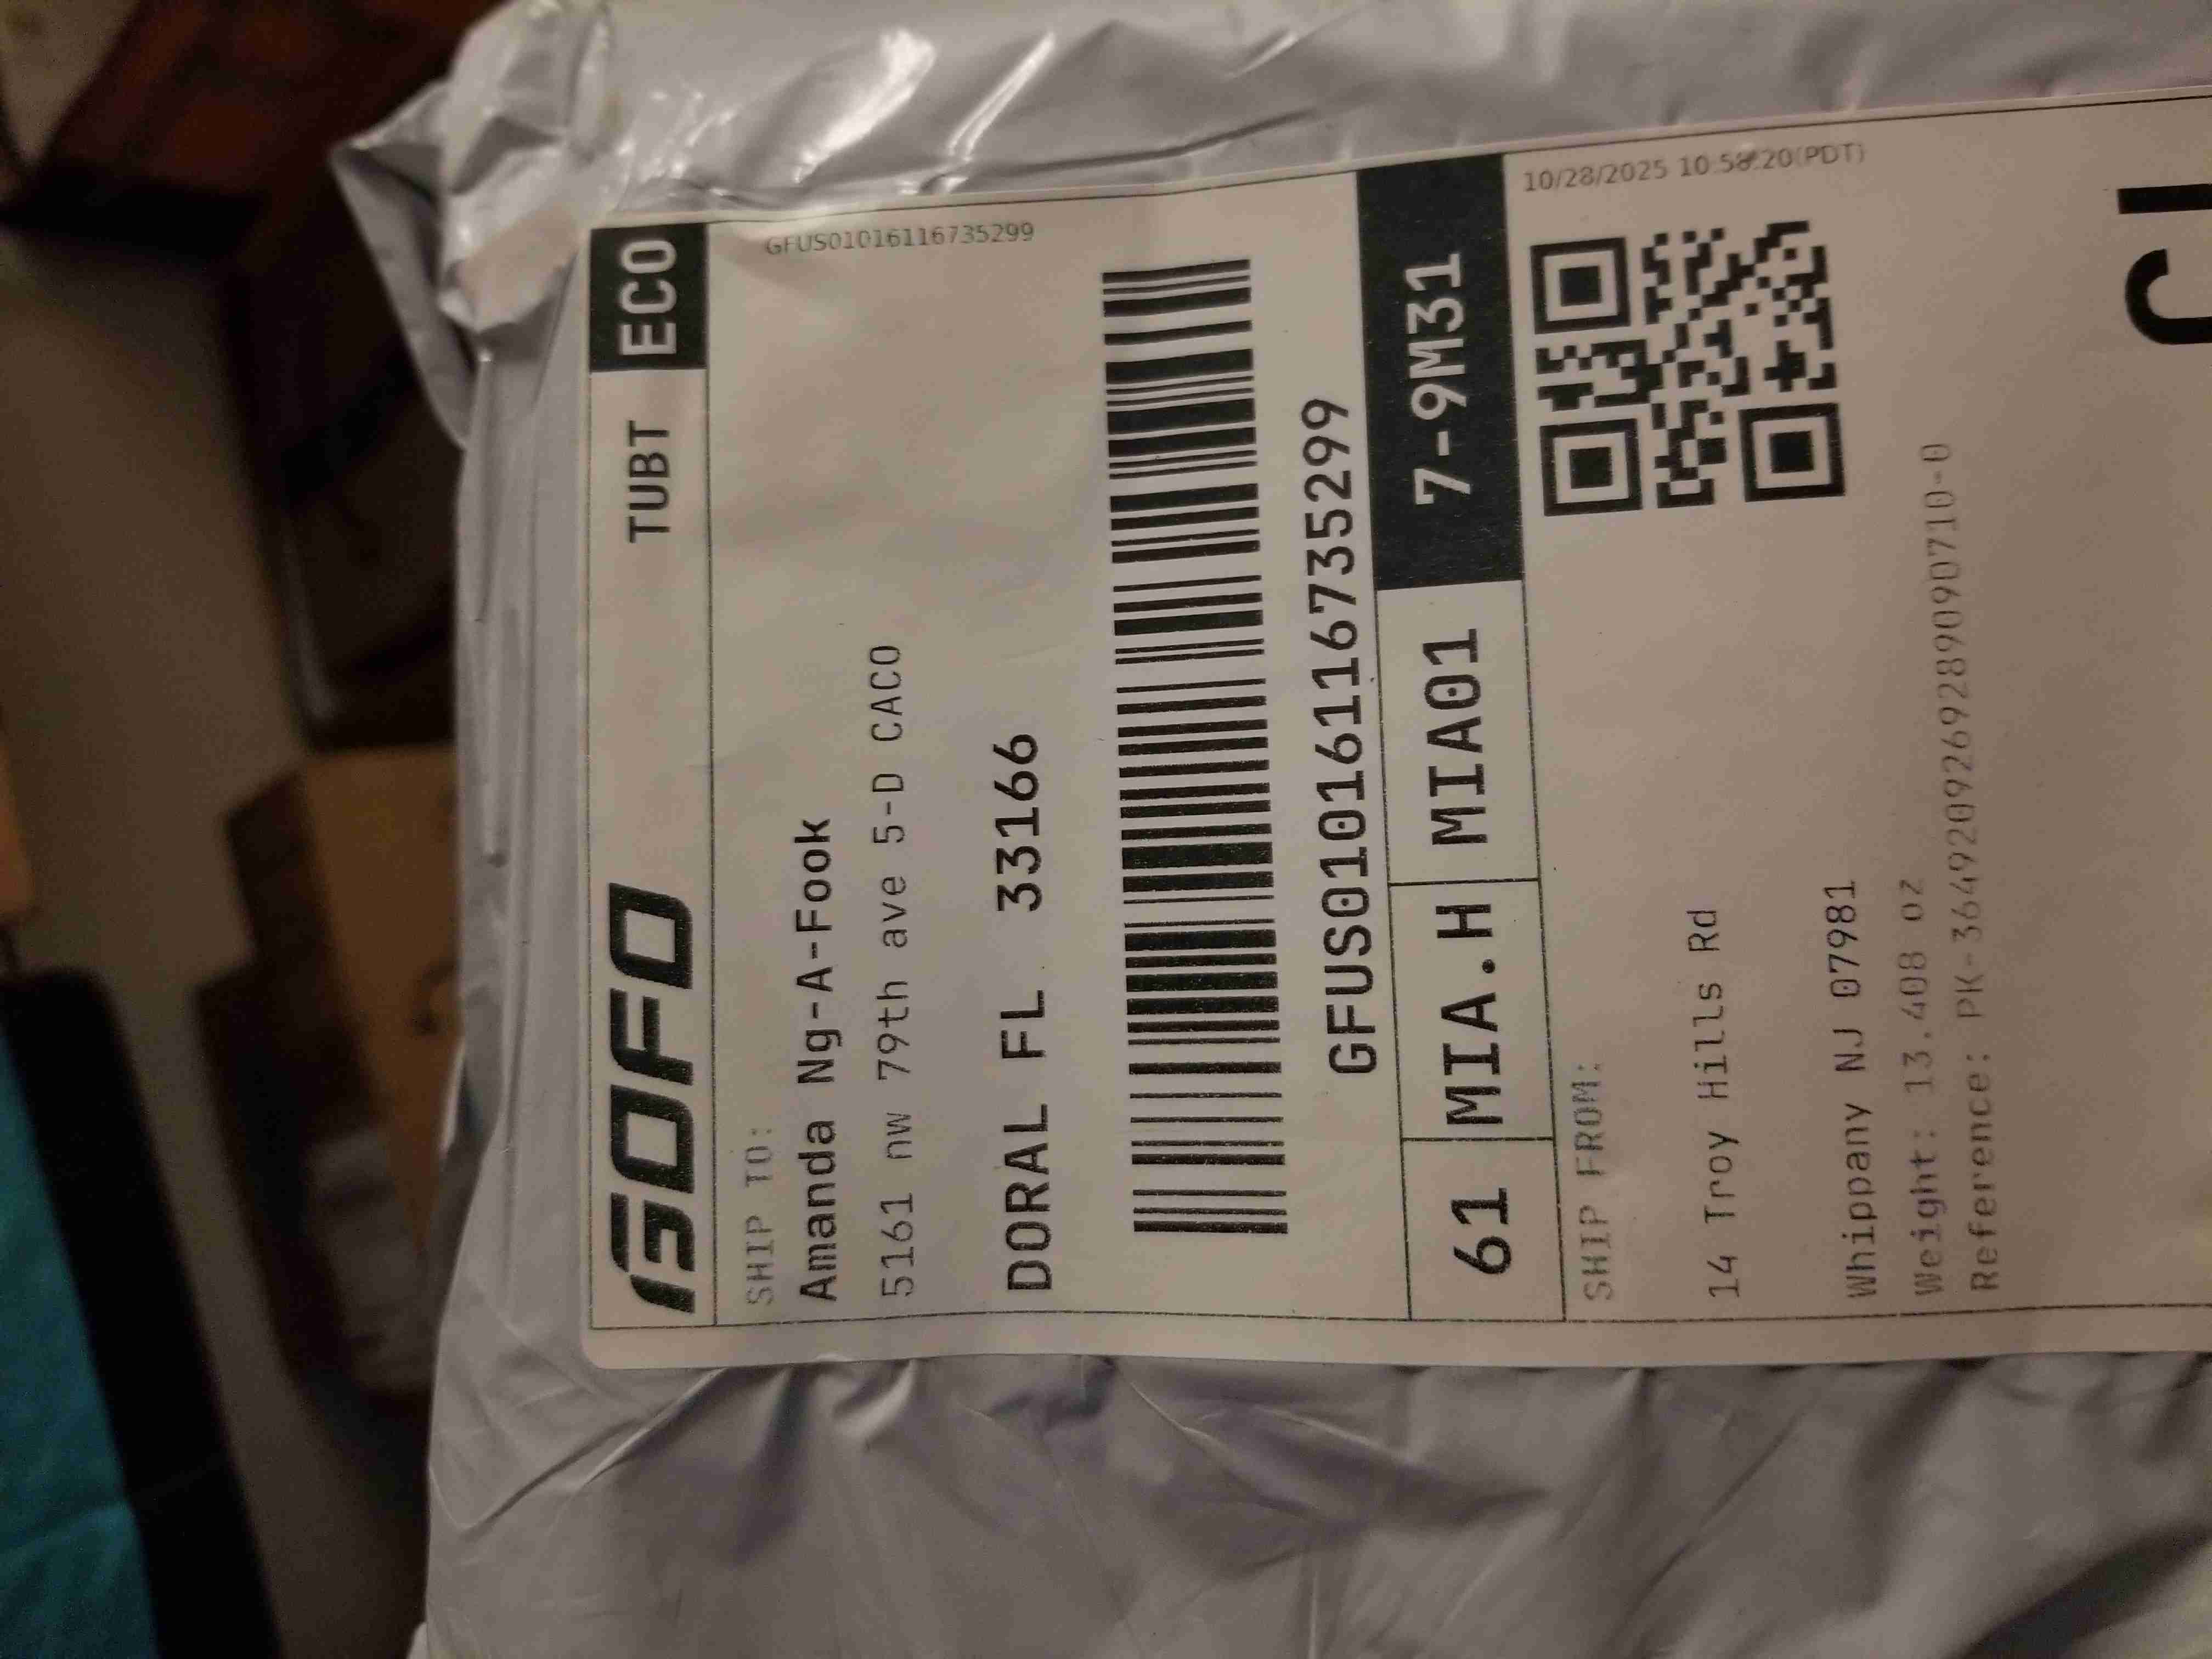 GOFO TUBT ECO
GFUS01016116735299
SHIP TO:
Amanda Ng-A-Fook
5161 nw 79th ave 5-D CACO
DORAL FL 33166
GFUS01016116735299
61 MIA.H MIA01 7-9M31
10/28/2025 10:58:20(PDT)
SHIP FROM:
14 Troy Hills Rd
Whippany NJ 07981
Weight: 13.408 oz
Reference: PK-3649209269289090710-0